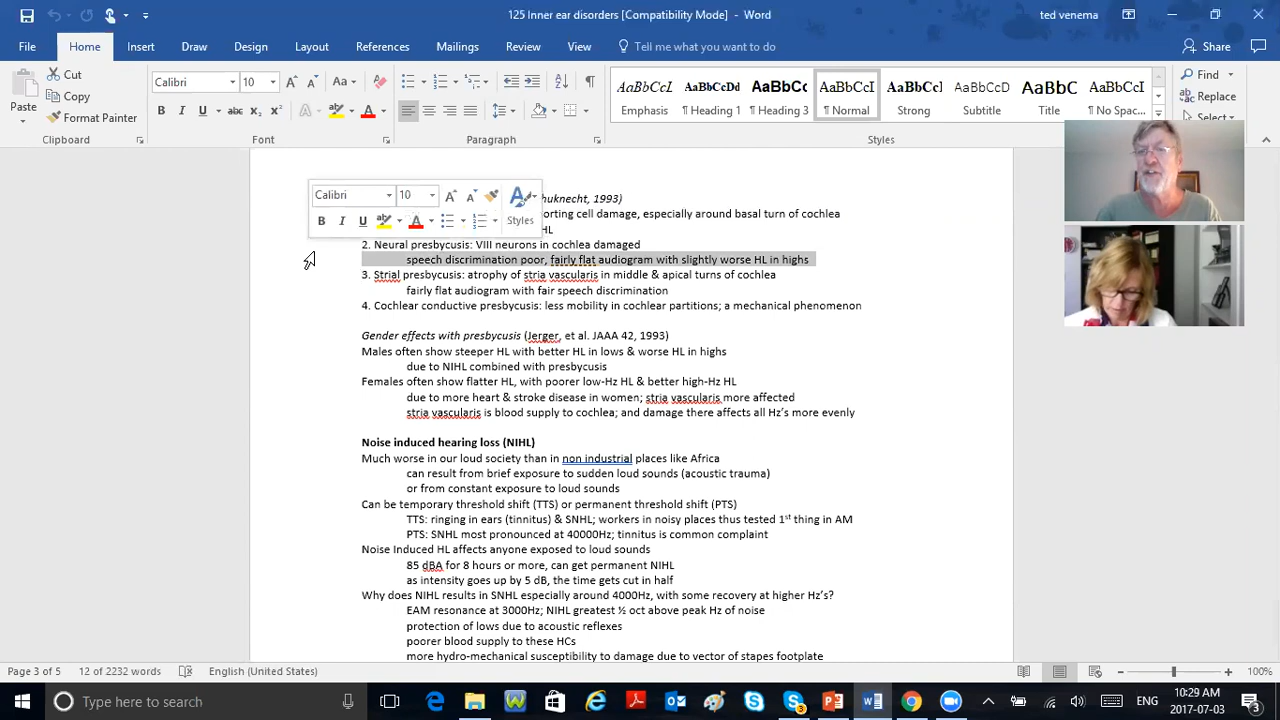 125 Inner ear disorders [Compatibility Mode] - Word
ted venema
File Home Insert Draw Design Layout References Mailings Review View Tell me what you want to do Share
Paste
Cut
Copy
Format Painter
Calibri 10
AaBbCcI AaBbCcDd AaBbCc AaBbCcI AaBbCcI AaBbCcD AaBbC AaBbCcI
Emphasis ¶ Heading 1 ¶ Heading 3 ¶ Normal Strong Subtitle Title ¶ No Spac...
Find
Replace
Select
Clipboard Font Paragraph Styles
Calibri 10
B I U Styles
huknecht, 1993)
orting cell damage, especially around basal turn of cochlea
HL
2. Neural presbycusis: VIII neurons in cochlea damaged
speech discrimination poor, fairly flat audiogram with slightly worse HL in highs
3. Strial presbycusis: atrophy of stria vascularis in middle & apical turns of cochlea
fairly flat audiogram with fair speech discrimination
4. Cochlear conductive presbycusis: less mobility in cochlear partitions; a mechanical phenomenon
Gender effects with presbycusis (Jerger, et al. JAAA 42, 1993)
Males often show steeper HL with better HL in lows & worse HL in highs
due to NIHL combined with presbycusis
Females often show flatter HL, with poorer low-Hz HL & better high-Hz HL
due to more heart & stroke disease in women; stria vascularis more affected
stria vascularis is blood supply to cochlea; and damage there affects all Hz's more evenly
Noise induced hearing loss (NIHL)
Much worse in our loud society than in non industrial places like Africa
can result from brief exposure to sudden loud sounds (acoustic trauma)
or from constant exposure to loud sounds
Can be temporary threshold shift (TTS) or permanent threshold shift (PTS)
TTS: ringing in ears (tinnitus) & SNHL; workers in noisy places thus tested 1st thing in AM
PTS: SNHL most pronounced at 40000Hz; tinnitus is common complaint
Noise Induced HL affects anyone exposed to loud sounds
85 dBA for 8 hours or more, can get permanent NIHL
as intensity goes up by 5 dB, the time gets cut in half
Why does NIHL results in SNHL especially around 4000Hz, with some recovery at higher Hz's?
EAM resonance at 3000Hz; NIHL greatest ½ oct above peak Hz of noise
protection of lows due to acoustic reflexes
poorer blood supply to these HCs
more hydro-mechanical susceptibility to damage due to vector of stapes footplate
Page 3 of 5 12 of 2232 words English (United States) 100%
Type here to search
ENG
10:29 AM
2017-07-03